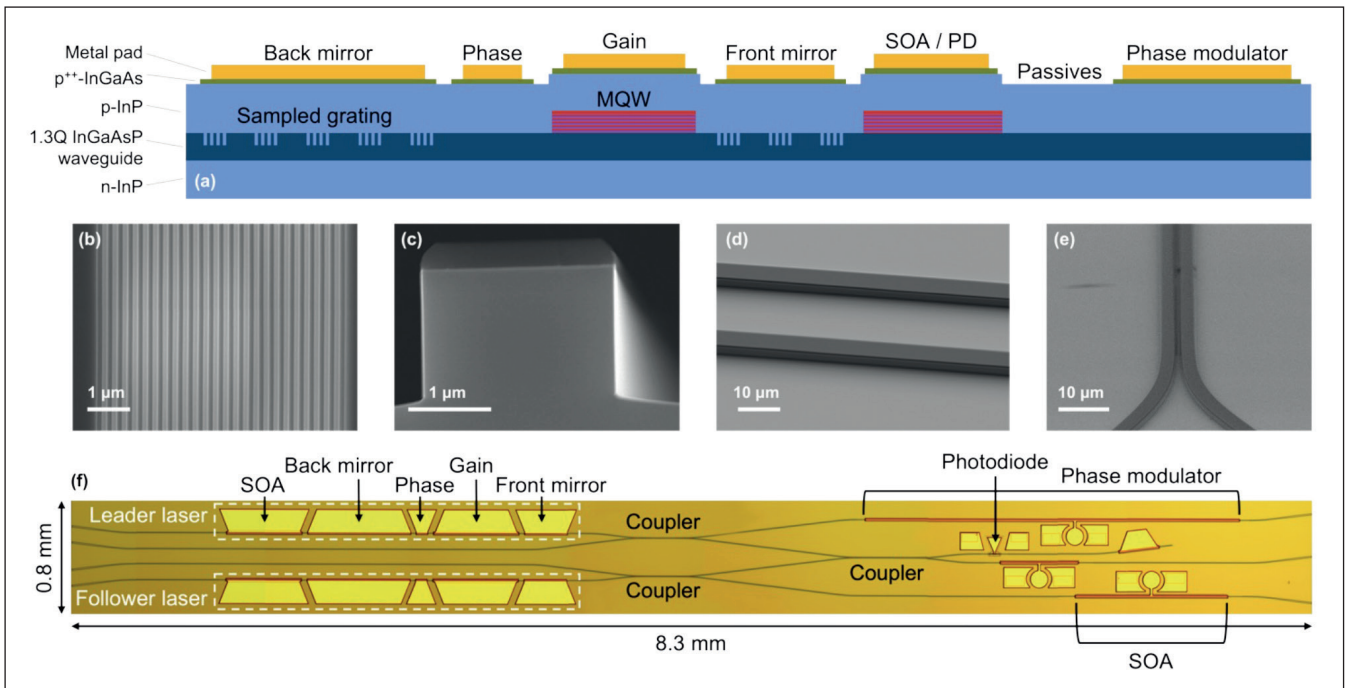 Metal pad
p++-InGaAs
p-InP
1.3Q InGaAsP
waveguide
n-InP
Back mirror
Phase
Gain
Front mirror
SOA / PD
Passives
Phase modulator
Sampled grating
MQW
(a)
(b)
1 µm
(c)
1 µm
(d)
10 µm
(e)
10 µm
(f)
SOA
Back mirror
Phase
Gain
Front mirror
Photodiode
Phase modulator
Leader laser
Coupler
0.8 mm
Coupler
Follower laser
Coupler
8.3 mm
SOA